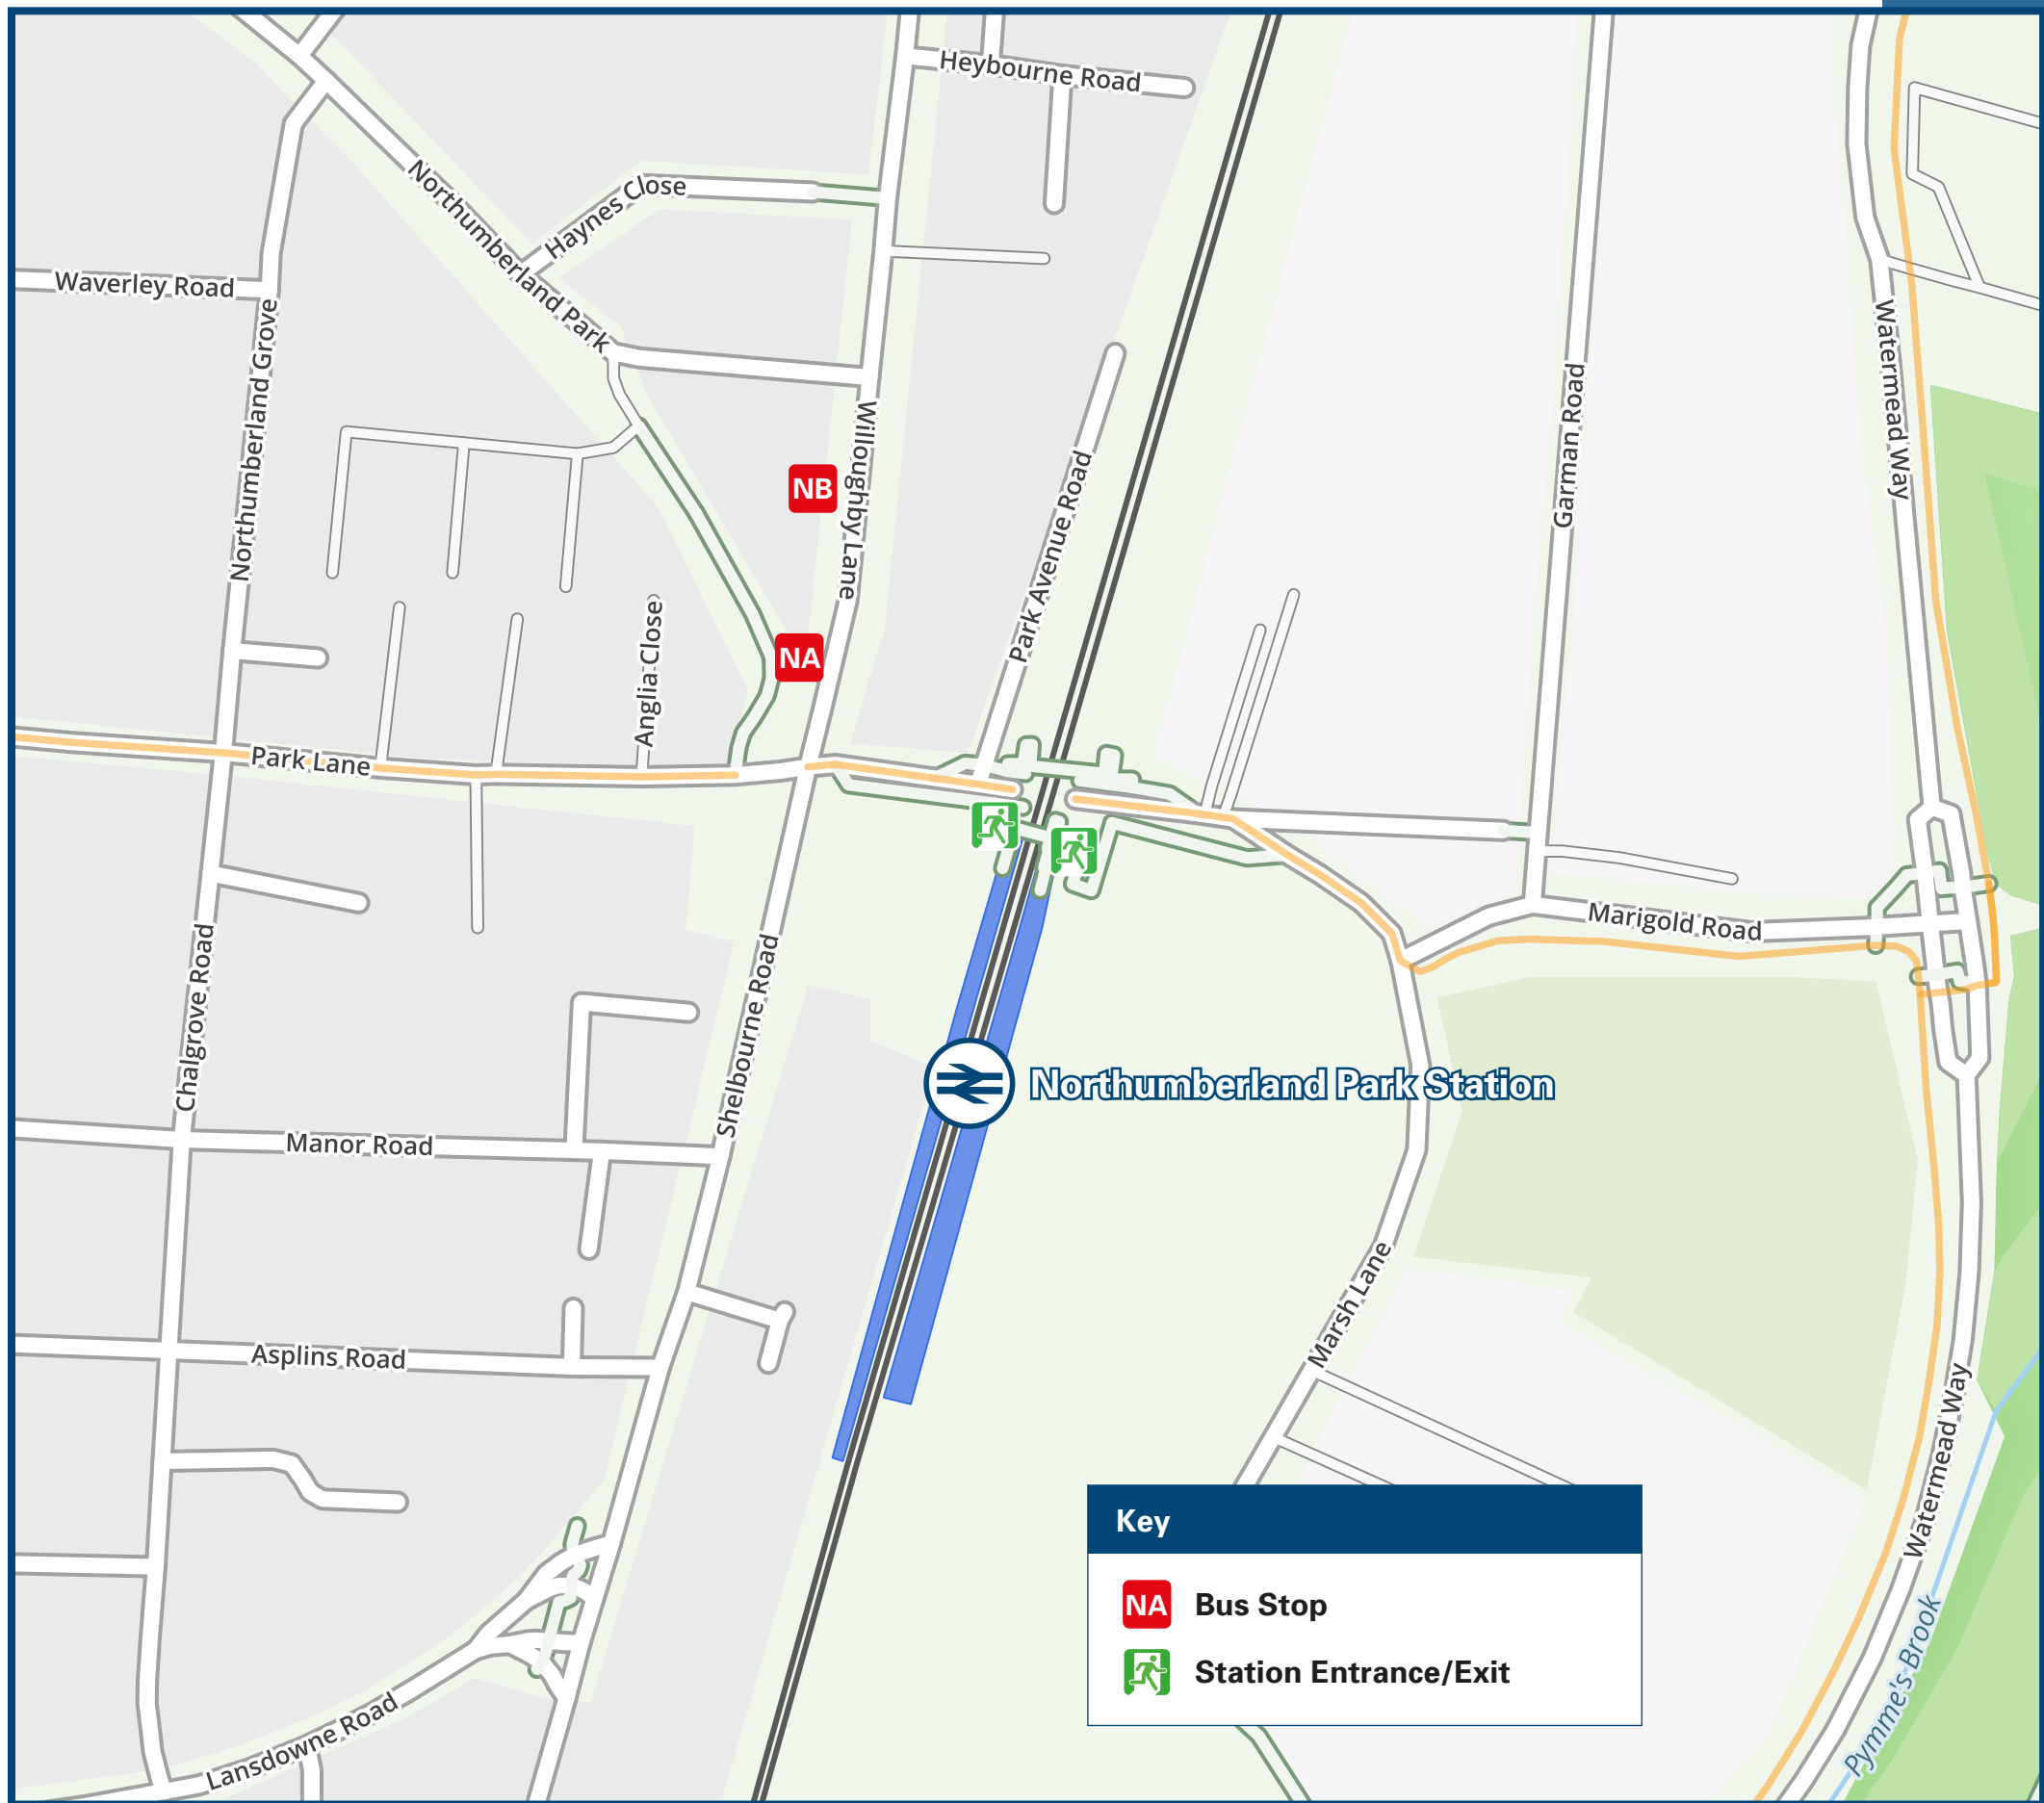 Heybourne Road
Northumberland Park
Haynes Close
Waverley Road
Northumberland Grove
Watermead Way
Garman Road
Willoughby Lane
NB
Park Avenue Road
Anglia Close
NA
Park Lane
Marigold Road
Chalgrove Road
Shelbourne Road
Northumberland Park Station
Manor Road
Marsh Lane
Asplins Road
Watermead Way
Key
NA Bus Stop
Station Entrance/Exit
Pymme's Brook
Lansdowne Road